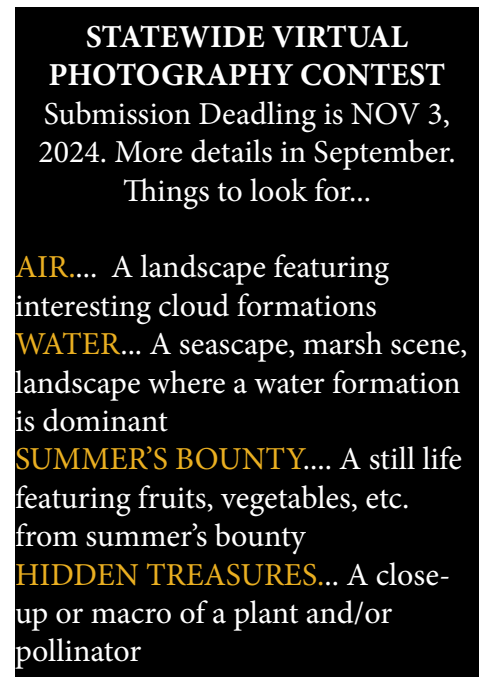 STATEWIDE VIRTUAL
PHOTOGRAPHY CONTEST
Submission Deadling is NOV 3,
2024. More details in September.
Things to look for...
AIR....  A landscape featuring
interesting cloud formations
WATER... A seascape, marsh scene,
landscape where a water formation
is dominant
SUMMER’S BOUNTY.... A still life
featuring fruits, vegetables, etc.
from summer’s bounty
HIDDEN TREASURES... A close-
up or macro of a plant and/or
pollinator